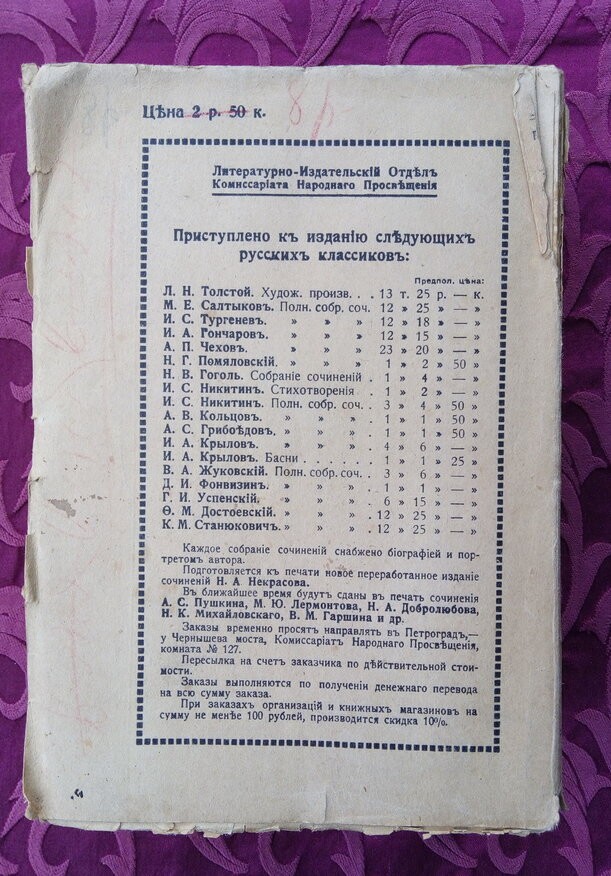 Цѣна 2 р. 50 к. 8 р
Литературно-Издательскій Отдѣлъ
Комиссаріата Народнаго Просвѣщенія
Приступлено къ изданію слѣдующихъ
русскихъ классиковъ:
Предпол. цѣна:
Л. Н. Толстой. Худож. произв. . . 13 т. 25 р. — к.
М. Е. Салтыковъ. Полн. собр. соч. 12 » 25 » — »
И. С. Тургеневъ. » » » 12 » 18 » — »
И. А. Гончаровъ. » » » 12 » 15 » — »
А. П. Чеховъ. » » » 23 » 20 » — »
Н. Г. Помяловскій. » » » 1 » 2 » 50 »
Н. В. Гоголь. Собраніе сочиненій . 1 » 4 » — »
И. С. Никитин. Стихотворенія . 1 » 2 » — »
И. С. Никитин. Полн. собр. соч. . 3 » 4 » 50 »
А. В. Кольцовъ. » » » . 1 » 1 » 50 »
А. С. Грибоѣдовъ. » » » . 1 » 1 » 50 »
И. А. Крыловъ. » » » . 4 » 6 » — »
И. А. Крыловъ. Басни . . . . . . 1 » 1 » 25 »
В. А. Жуковскій. Полн. собр. соч. . 3 » 6 » — »
Д. И. Фонвизин. » » » . 1 » 1 » — »
Г. И. Успенскій. » » » . 6 » 15 » — »
Ѳ. М. Достоевскій. » » » . 12 » 25 » — »
К. М. Станюковичъ. » » » . 12 » 25 » — »
Каждое собраніе сочиненій снабжено біографіей и пор-
третомъ автора.
Подготовляется къ печати новое переработанное изданіе
сочиненій Н. А. Некрасова.
Въ ближайшее время будутъ сданы въ печать сочиненія
А. С. Пушкина, М. Ю. Лермонтова, Н. А. Добролюбова,
Н. К. Михайловскаго, В. М. Гаршина и др.
Заказы временно просятъ направлять въ Петроградъ,—
у Чернышева моста, Комиссаріатъ Народнаго Просвѣщенія,
комната № 127.
Пересылка на счетъ заказчика по дѣйствительной стои-
мости.
Заказы выполняются по полученіи денежнаго перевода
на всю сумму заказа.
При заказахъ организацій и книжныхъ магазиновъ на
сумму не менѣе 100 рублей, производится скидка 10%.